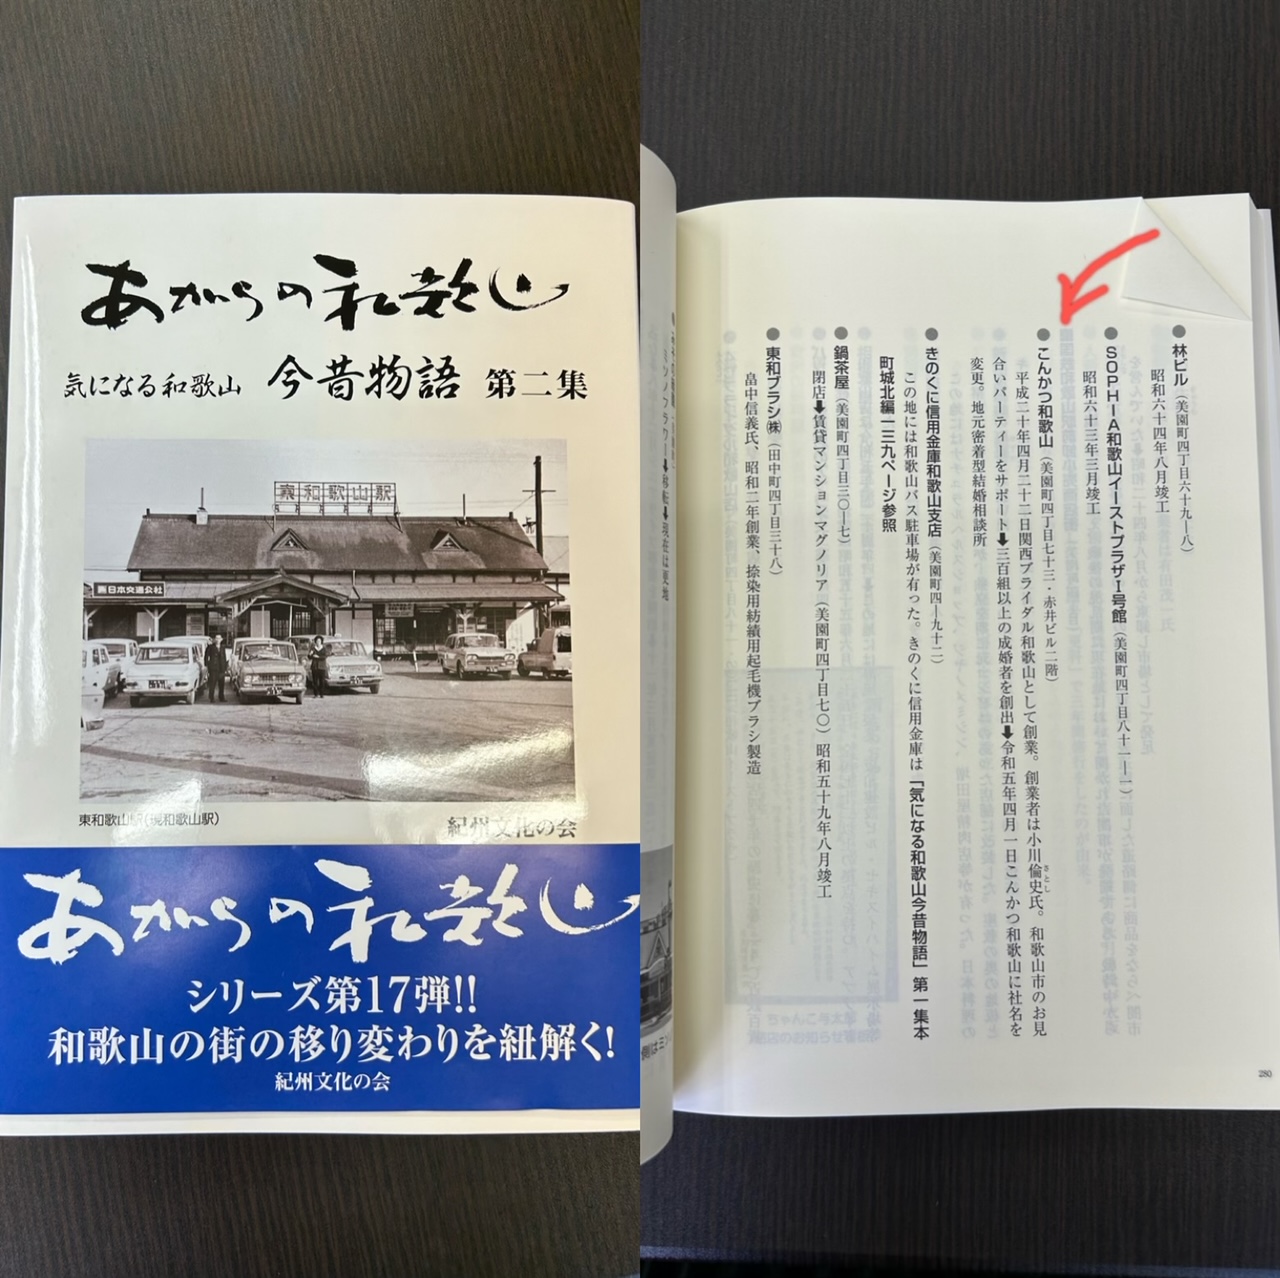 あがらの和歌山
気になる和歌山 今昔物語 第二集
東和歌山駅
新日本交通公社
東和歌山駅(現和歌山駅)
紀州文化の会
あがらの和歌山
シリーズ第17弾!!
和歌山の街の移り変わりを紐解く!
紀州文化の会
●林ビル(美園町四丁目六十九―八)
昭和六十四年八月竣工
●SOPHIA和歌山イーストプラザⅠ号館(美園町四丁目八十一―一)
昭和六十三年三月竣工
●こんかつ和歌山(美園町四丁目七十三・赤井ビル二階)
平成二十年四月二十二日関西ブライダル和歌山として創業。創業者は小川倫史氏。和歌山市のお見
さとし
合いパーティーをサポート➡三百組以上の成婚者を創出➡令和五年四月一日こんかつ和歌山に社名を
変更。地元密着型結婚相談所
●きのくに信用金庫和歌山支店(美園町四―九十二)
この地には和歌山バス駐車場が有った。きのくに信用金庫は「気になる和歌山今昔物語」第一集本
町城北編一三九ページ参照
●鍋茶屋(美園町四丁目三〇―七)
閉店➡賃貸マンションマグノリア(美園町四丁目七〇)昭和五十九年八月竣工
●東和ブラシ㈱(田中町四丁目三十八)
畠中信義氏、昭和二年創業、捺染用紡績用起毛機ブラシ製造
280